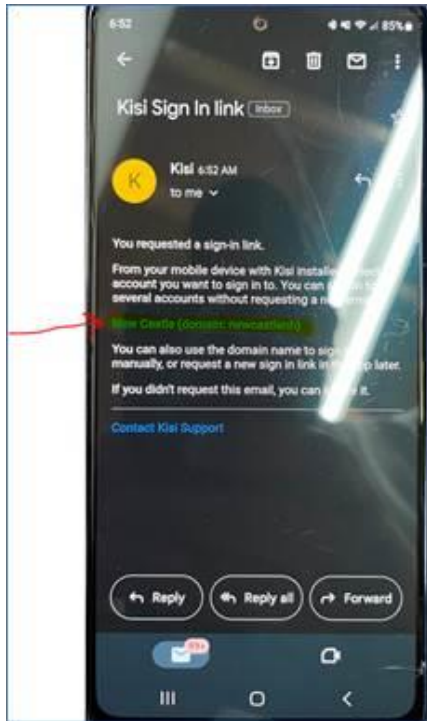 6:52 85%
Kisi Sign In link Inbox
K Kisi 6:52 AM
to me
You requested a sign-in link.
From your mobile device with Kisi
account you want to sign in to. You can
several accounts without requesting a
New Castle (domain: newcastlenh)
You can also use the domain name to
manually, or request a new sign in link in later.
If you didn't request this email, you can it.
Contact Kisi Support
Reply Reply all Forward
99+